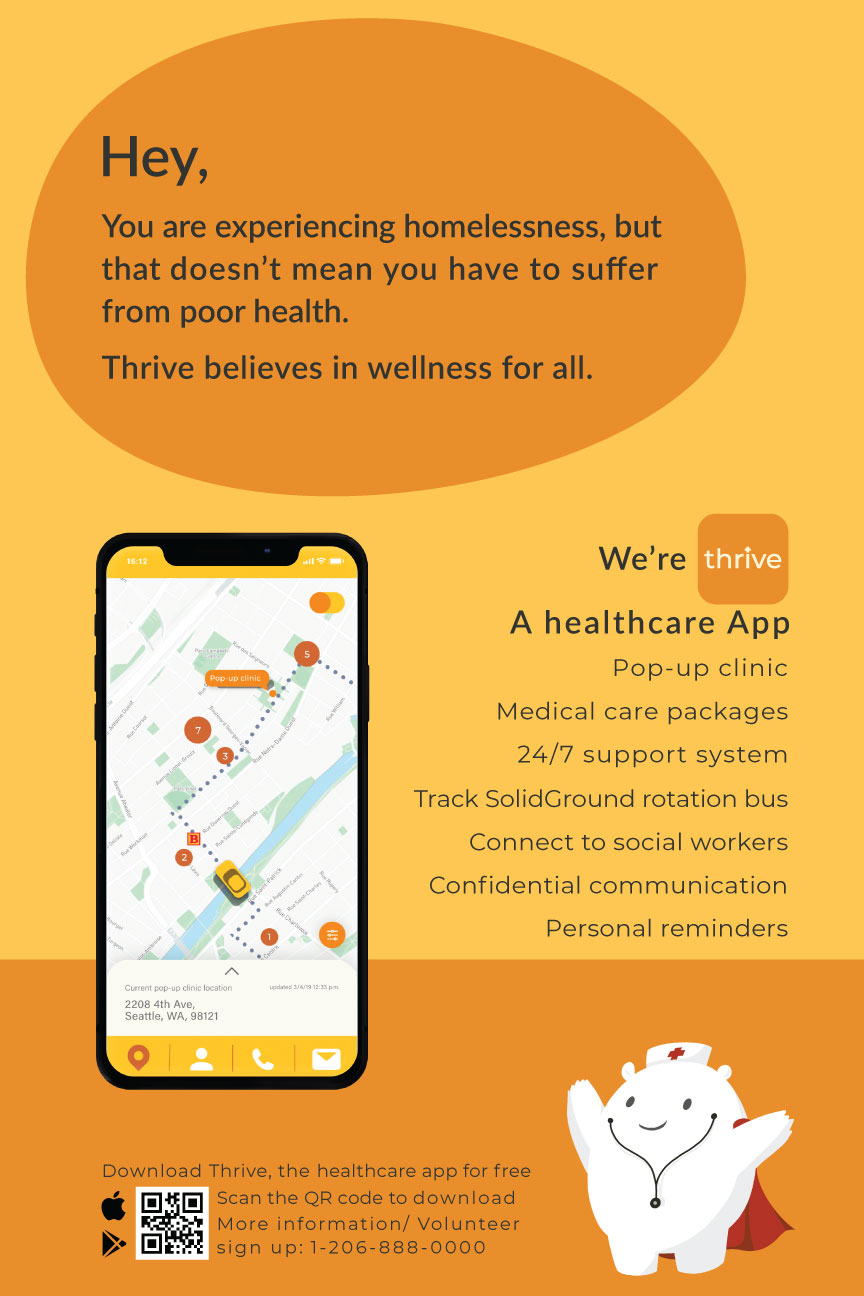 Hey,
You are experiencing homelessness, but
that doesn’t mean you have to suffer
from poor health.
Thrive believes in wellness for all.
We’re thrive
A healthcare App
Pop-up clinic
Medical care packages
24/7 support system
Track SolidGround rotation bus
Connect to social workers
Confidential communication
Personal reminders
16:12
5
Pop-up clinic
7
3
B
2
1
Current pop-up clinic location
updated 3/4/19 12:33 p.m.
2208 4th Ave,
Seattle, WA, 98121
Download Thrive, the healthcare app for free
Scan the QR code to download
More information/ Volunteer
sign up: 1-206-888-0000